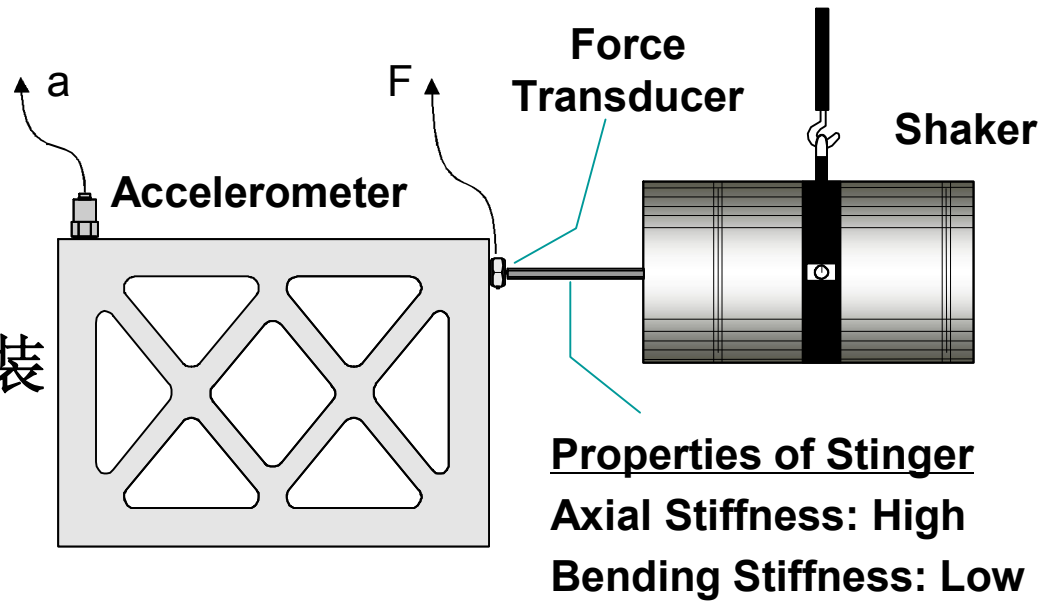 a
F
Force
Transducer
Shaker
Accelerometer
装
Properties of Stinger
Axial Stiffness: High
Bending Stiffness: Low